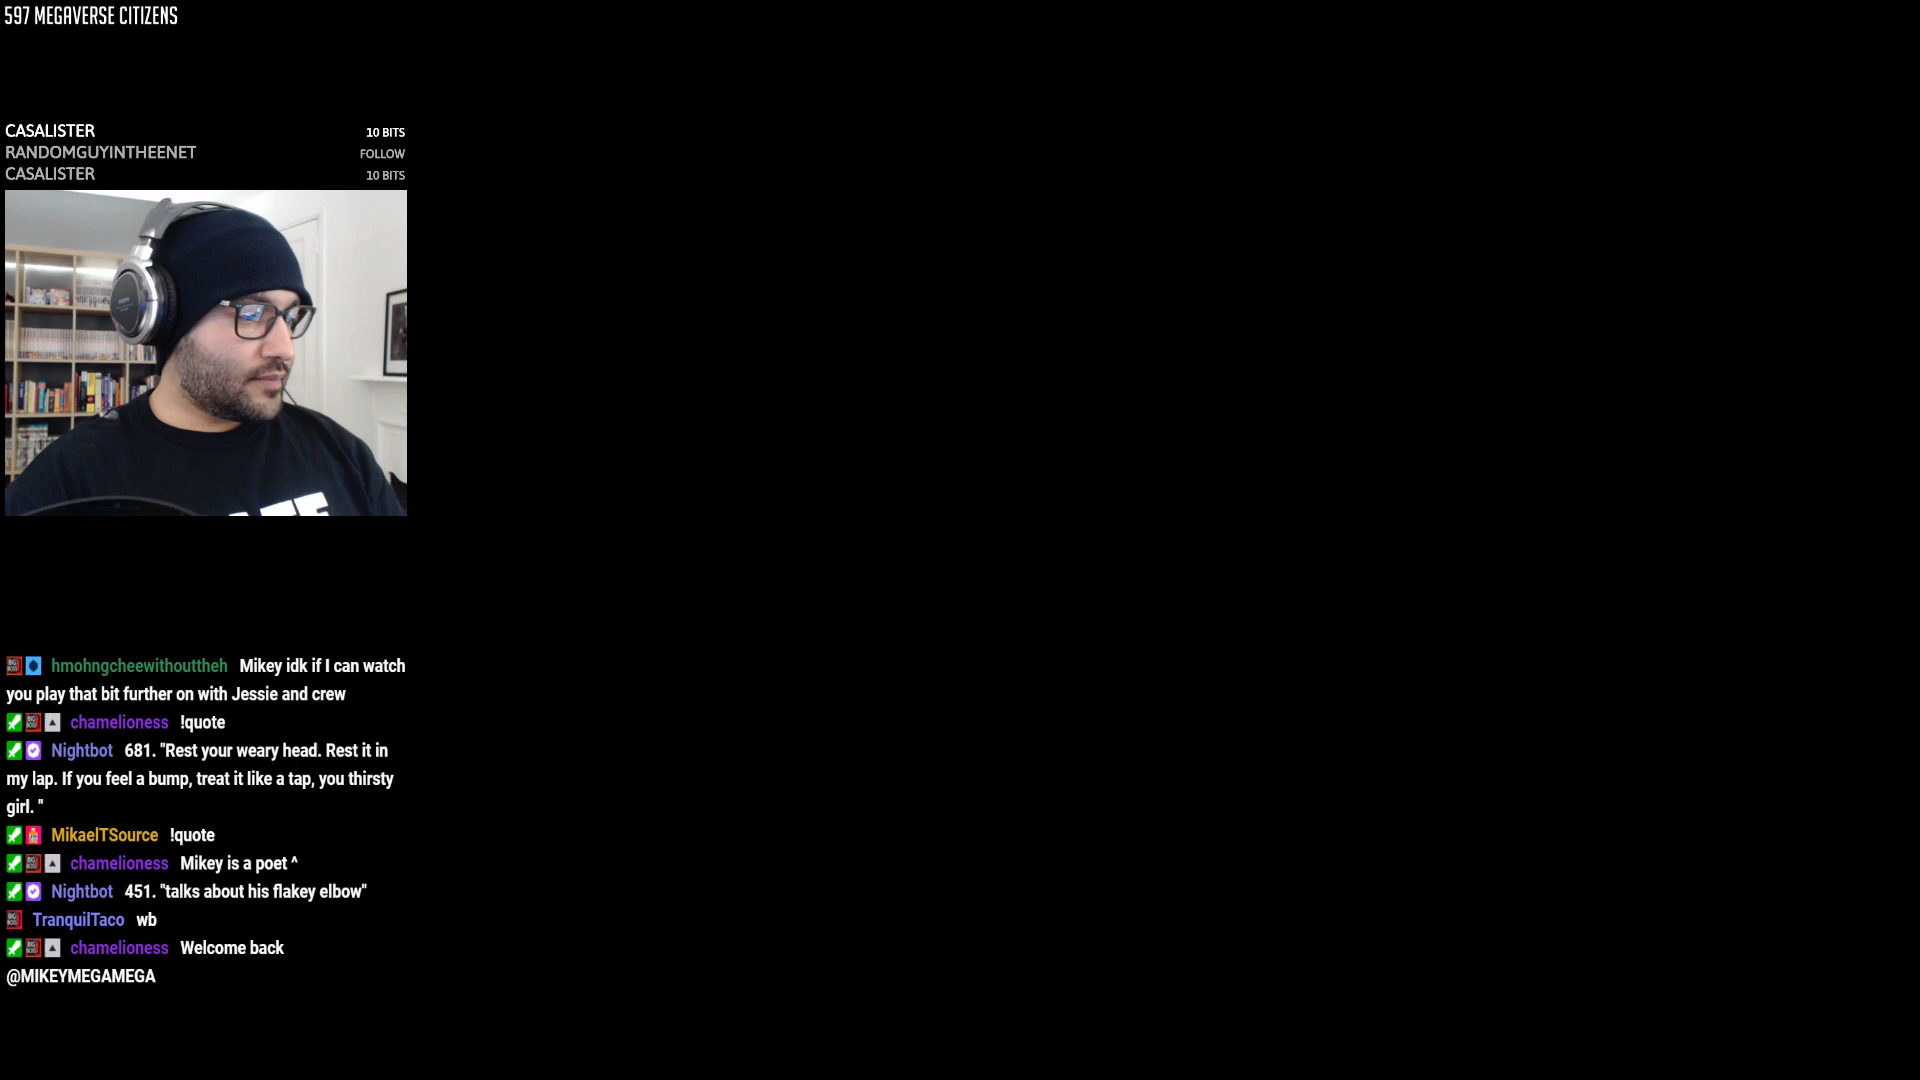 597 MEGAVERSE CITIZENS
CASALISTER 10 BITS
RANDOMGUYINTHEENET FOLLOW
CASALISTER 10 BITS
hmohngcheewithouttheh Mikey idk if I can watch
you play that bit further on with Jessie and crew
chamelioness !quote
Nightbot 681. "Rest your weary head. Rest it in
my lap. If you feel a bump, treat it like a tap, you thirsty
girl. "
MikaelTSource !quote
chamelioness Mikey is a poet ^
Nightbot 451. "talks about his flakey elbow"
TranquilTaco wb
chamelioness Welcome back
@MIKEYMEGAMEGA